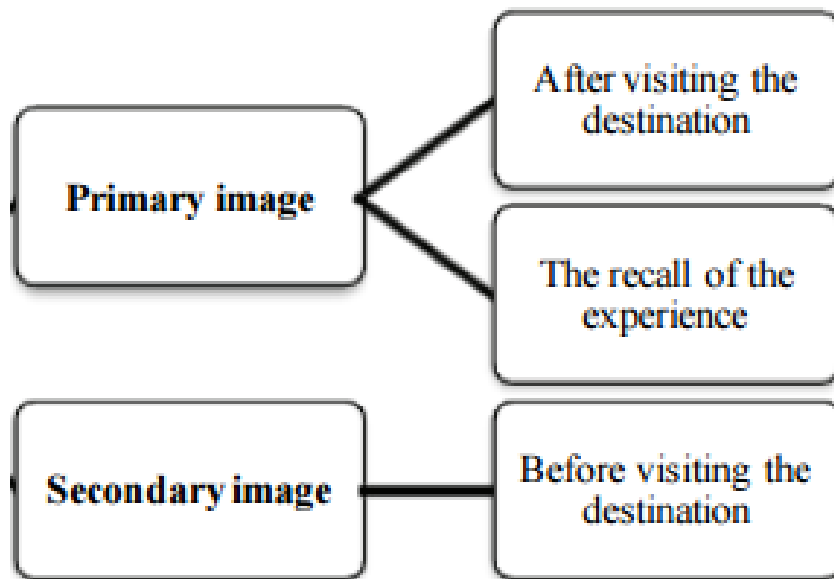 After visiting the
destination
Primary image
The recall of the
experience
Secondary image
Before visiting the
destination